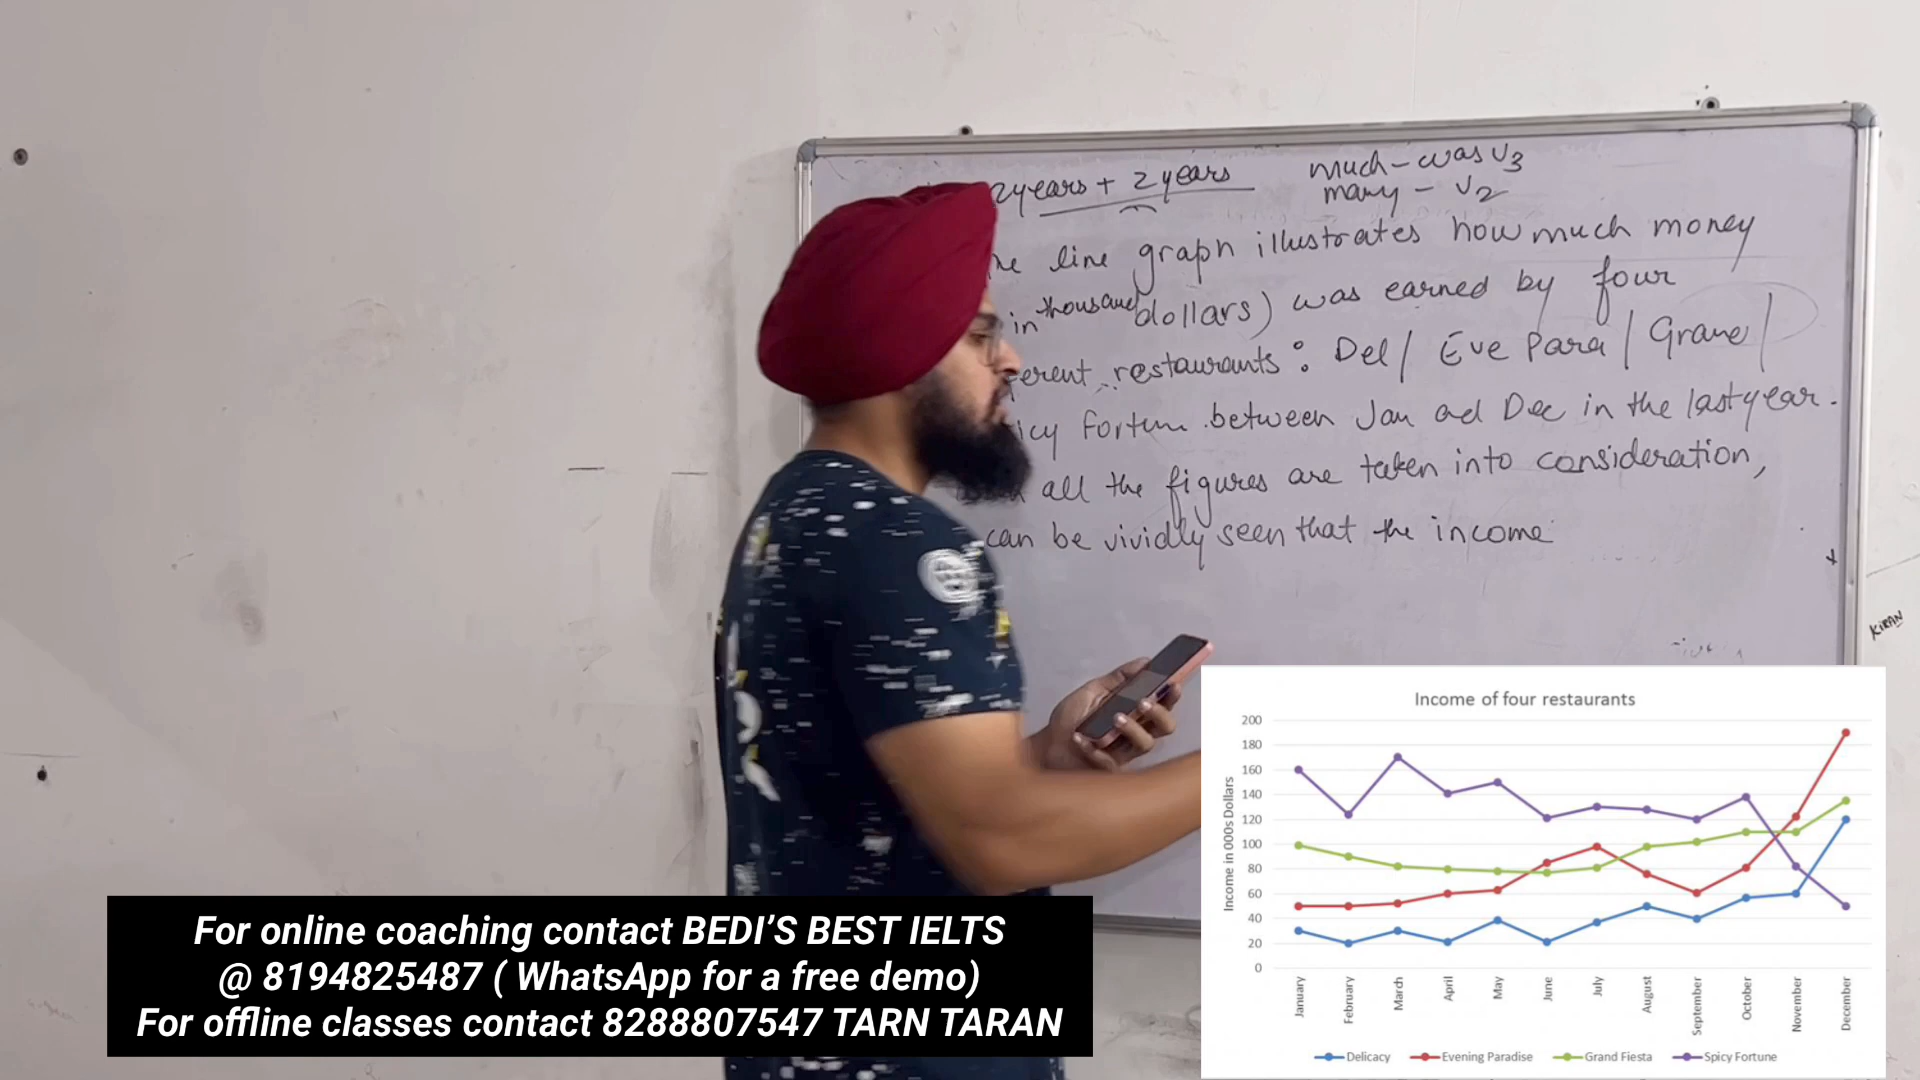 2years + 2years
much - was V3
many - V2
line graph illustrates how much money
in thousand dollars) was earned by four
restaurants : Del / Eve Para /
Fortun between Jan ad Dec in the last year.
all the figures are taken into consideration,
can be vividly seen that the income
KIRAN
Income of four restaurants
Income in 000s Dollars
200
180
160
140
120
100
80
60
40
20
0
January
February
March
April
May
June
July
August
September
October
November
December
Delicacy Evening Paradise Grand Fiesta Spicy Fortune
For online coaching contact BEDI’S BEST IELTS
@ 8194825487 ( WhatsApp for a free demo)
For offline classes contact 8288807547 TARN TARAN